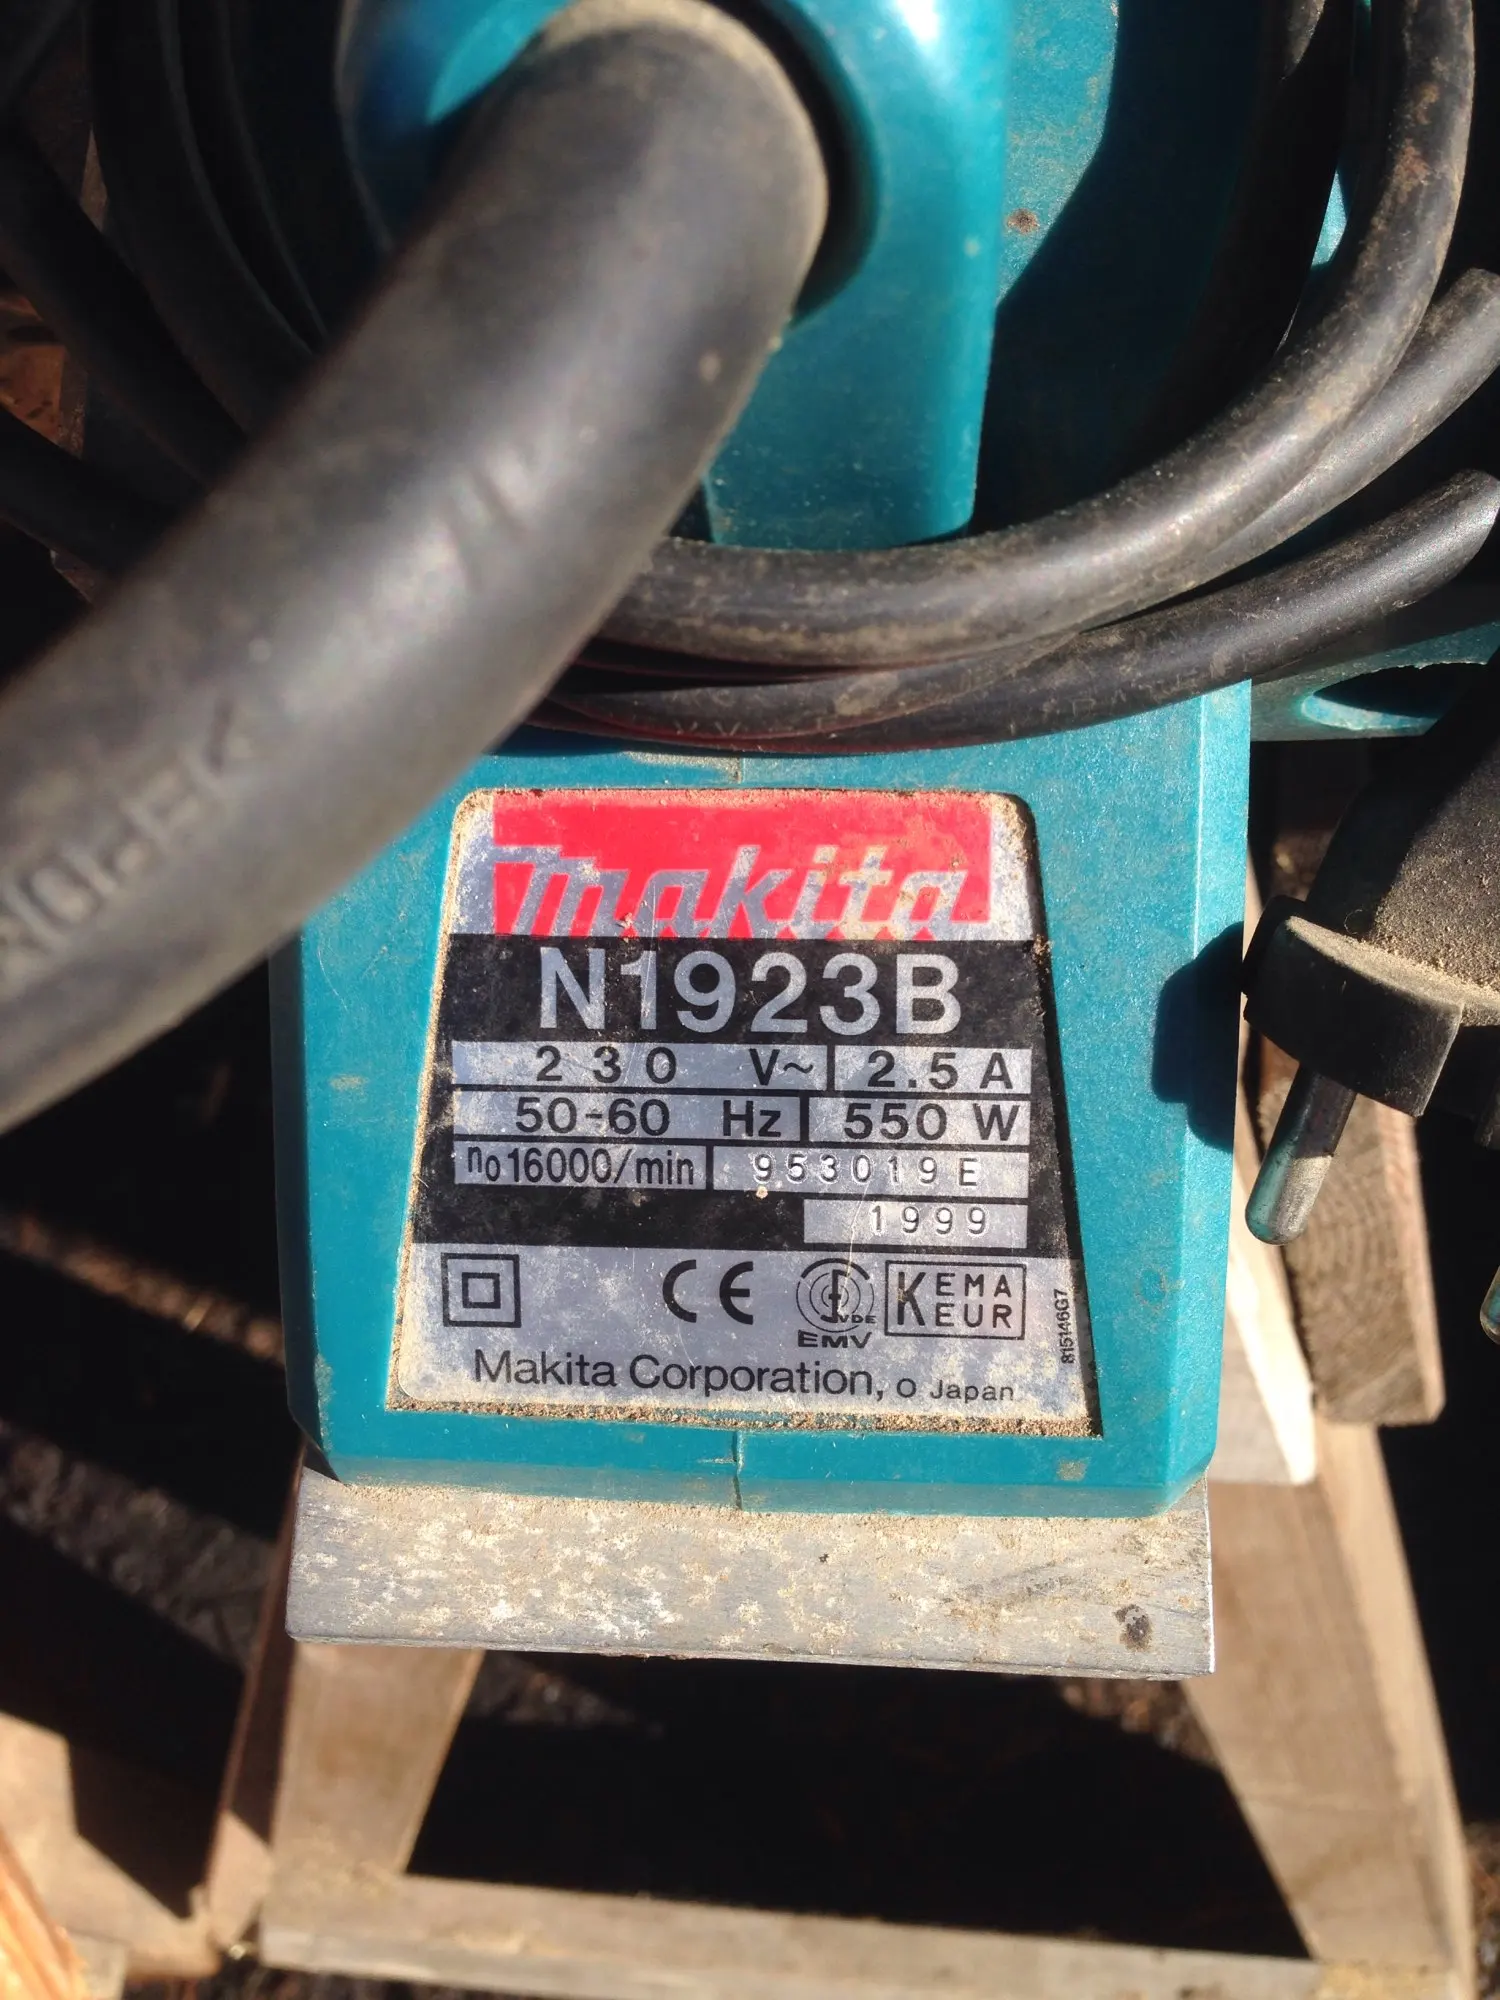 makita
N1923B
230 V~ 2.5 A
50-60 Hz 550 W
no 16000/min 953019E
1999
CE
VDE
EMV
KEMA
KEUR
815146G7
Makita Corporation, o Japan